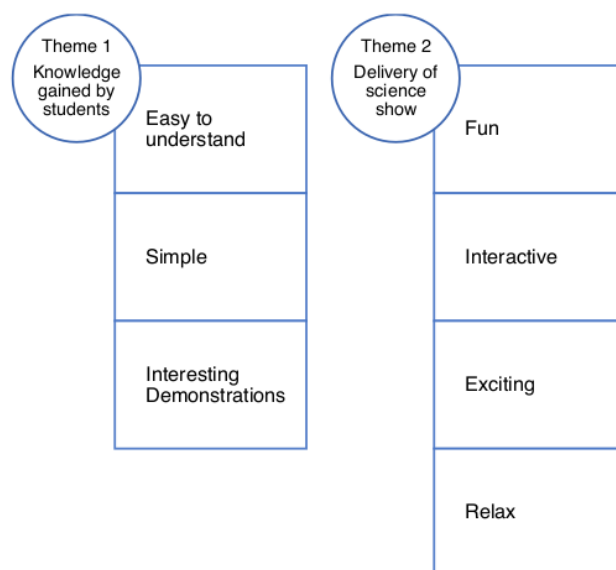 Theme 1
Knowledge
gained by
students
Easy to
understand
Simple
Interesting
Demonstrations
Theme 2
Delivery of
science
show
Fun
Interactive
Exciting
Relax